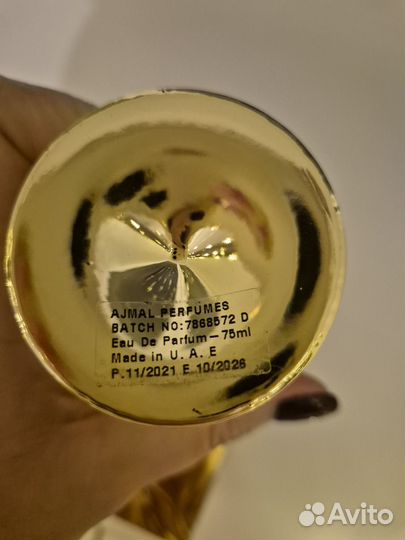 AJMAL PERFUMES
BATCH NO:7868572 D
Eau De Parfum-75ml
Made in U. A. E
P.11/2021 E 10/2026
Avito